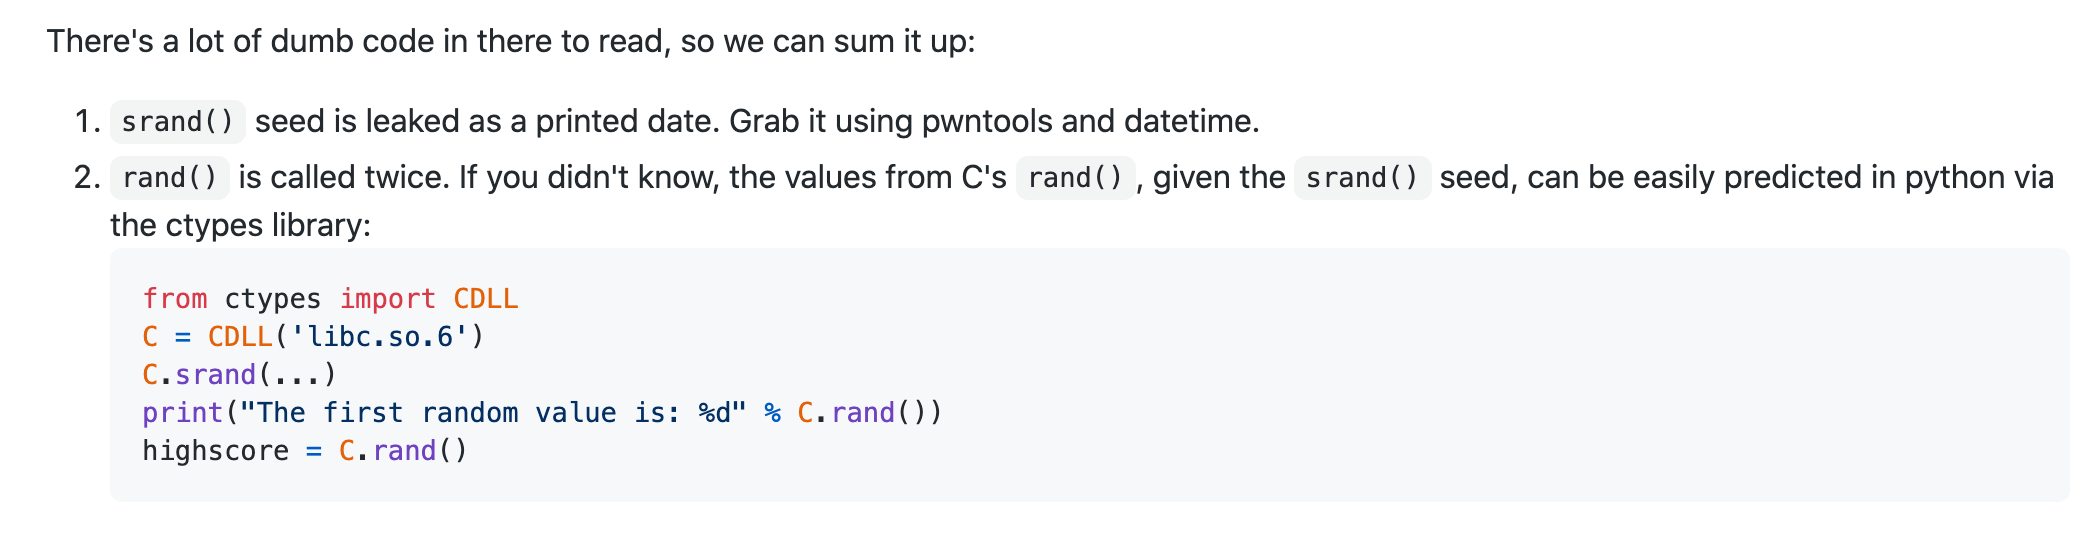 There's a lot of dumb code in there to read, so we can sum it up:
1. srand() seed is leaked as a printed date. Grab it using pwntools and datetime.
2. rand() is called twice. If you didn't know, the values from C's rand() , given the srand() seed, can be easily predicted in python via
the ctypes library:
from ctypes import CDLL
C = CDLL('libc.so.6')
C.srand(...)
print("The first random value is: %d" % C.rand())
highscore = C.rand()